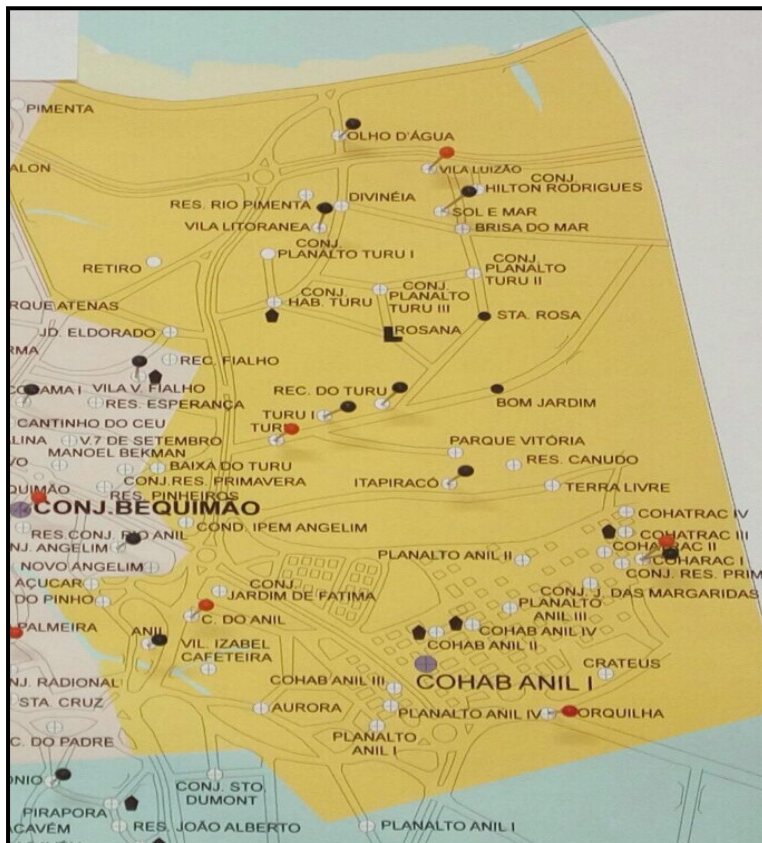 PIMENTA
OLHO D'ÁGUA
ALON
VILA LUIZÃO
CONJ.
HILTON RODRIGUES
RES. RIO PIMENTA
DIVINÉIA
SOL E MAR
VILA LITORANEA
BRISA DO MAR
CONJ.
PLANALTO TURU I
RETIRO
CONJ.
PLANALTO
TURU II
CONJ.
HAB. TURU
CONJ.
PLANALTO
TURU III
RQUE ATENAS
STA. ROSA
JD. ELDORADO
ROSANA
RMA
REC. FIALHO
VILA V. FIALHO
REC. DO TURU
BOM JARDIM
RES. ESPERANÇA
TURU I
CANTINHO DO CEU
LINA
V.7 DE SETEMBRO
PARQUE VITÓRIA
MANOEL BEKMAN
VO
BAIXA DO TURU
RES. CANUDO
CONJ.RES. PRIMAVERA
ITAPIRACÓ
TERRA LIVRE
QUIMÃO
RES. PINHEIROS
CONJ.BEQUIMÃO
COHATRAC IV
COND. IPEM ANGELIM
RES.CONJ. RIO ANIL
COHATRAC III
NJ. ANGELIM
COHATRAC II
PLANALTO ANIL II
NOVO ANGELIM
COHARAC I
CONJ. RES. PRIM
AÇUCAR
CONJ.
JARDIM DE FATIMA
CONJ. J. DAS MARGARIDAS
DO PINHO
PLANALTO
ANIL III
C. DO ANIL
PALMEIRA
ANIL
COHAB ANIL IV
VIL. IZABEL
CAFETEIRA
COHAB ANIL II
CRATEUS
COHAB ANIL III
COHAB ANIL I
NJ. RADIONAL
STA. CRUZ
AURORA
PLANALTO ANIL IV
ORQUILHA
PLANALTO
ANIL I
C. DO PADRE
ONIO
CONJ. STO
DUMONT
PIRAPORA
ACAVÉM
RES. JOÃO ALBERTO
PLANALTO ANIL I